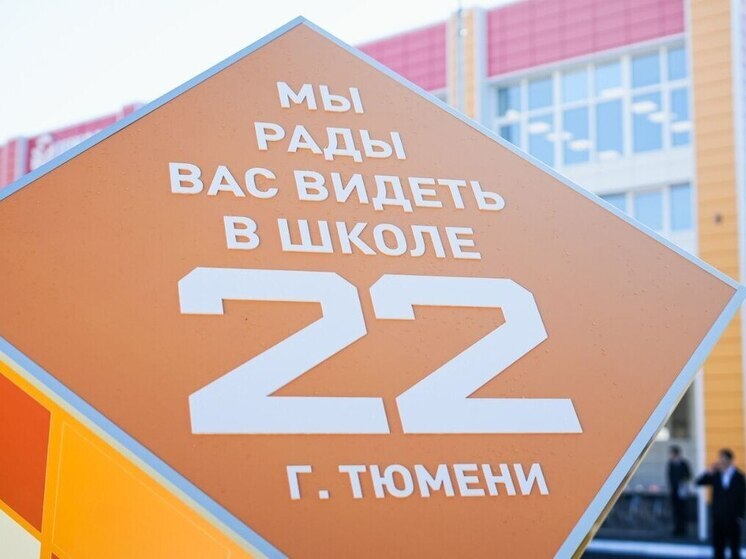 МЫ
РАДЫ
ВАС ВИДЕТЬ
В ШКОЛЕ
22
Г. ТЮМЕНИ